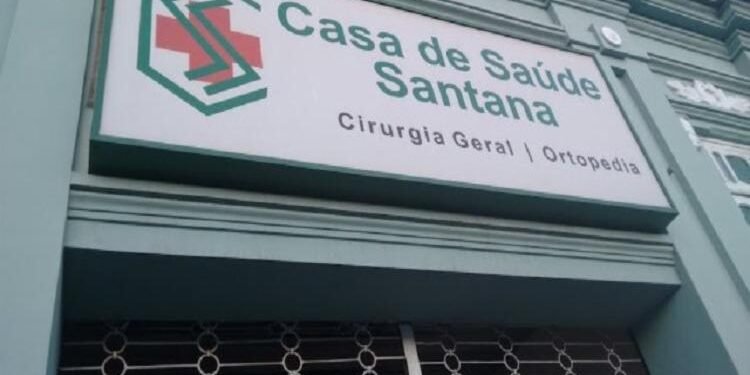 Casa de Saúde
Santana
Cirurgia Geral | Ortopedia